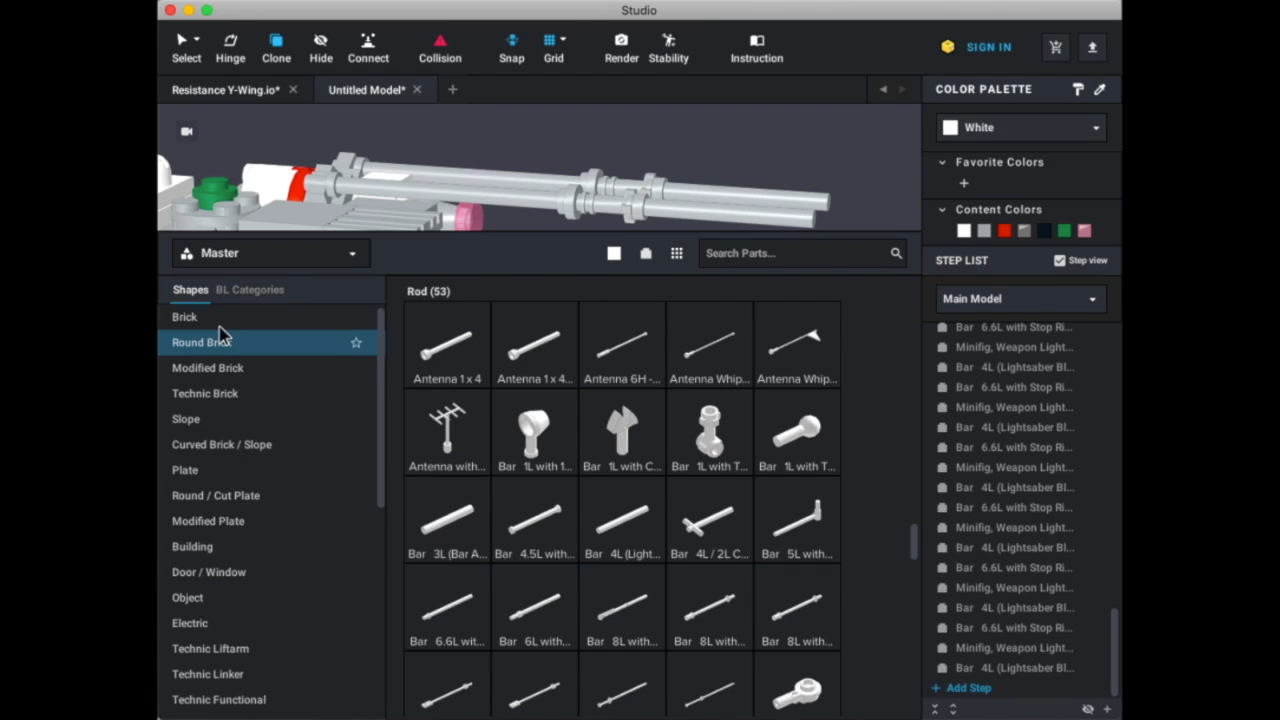 Studio
Select Hinge Clone Hide Connect Collision Snap Grid Render Stability Instruction SIGN IN
Resistance Y-Wing.io* Untitled Model*
COLOR PALETTE
White
Favorite Colors
Content Colors
Master
Search Parts...
STEP LIST
Step view
Main Model
Shapes BL Categories
Brick
Round Brick
Modified Brick
Technic Brick
Slope
Curved Brick / Slope
Plate
Round / Cut Plate
Modified Plate
Building
Door / Window
Object
Electric
Technic Liftarm
Technic Linker
Technic Functional
Rod (53)
Antenna 1 x 4 Antenna 1 x 4... Antenna 6H -... Antenna Whip... Antenna Whip...
Antenna with... Bar 1L with 1... Bar 1L with C... Bar 1L with T... Bar 1L with T...
Bar 3L (Bar A... Bar 4.5L with... Bar 4L (Light... Bar 4L / 2L C... Bar 5L with...
Bar 6.6L wit... Bar 6L with... Bar 8L with... Bar 8L with... Bar 8L with...
Bar 6.6L with Stop Ri...
Minifig, Weapon Light...
Bar 4L (Lightsaber Bl...
Bar 6.6L with Stop Ri...
Minifig, Weapon Light...
Bar 4L (Lightsaber Bl...
Bar 6.6L with Stop Ri...
Minifig, Weapon Light...
Bar 4L (Lightsaber Bl...
Bar 6.6L with Stop Ri...
Minifig, Weapon Light...
Bar 4L (Lightsaber Bl...
Bar 6.6L with Stop Ri...
Minifig, Weapon Light...
Bar 4L (Lightsaber Bl...
Bar 6.6L with Stop Ri...
Minifig, Weapon Light...
Bar 4L (Lightsaber Bl...
+ Add Step